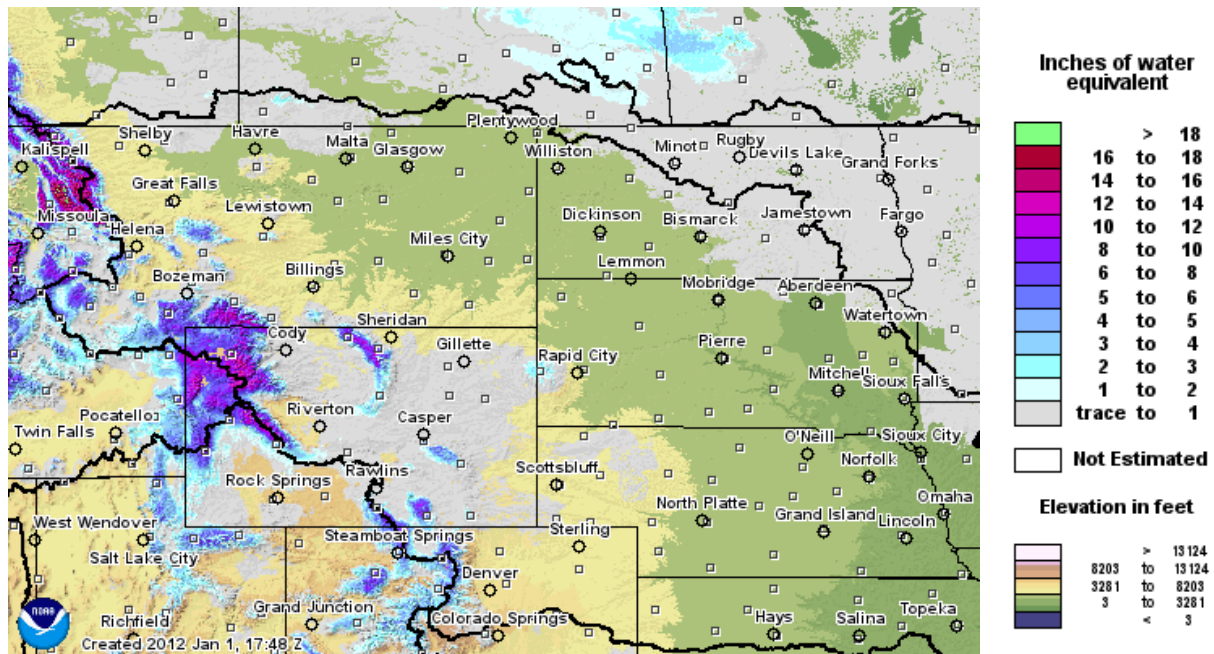 Plentywood
Shelby
Havre
Malta
Glasgow
Williston
Minot
Rugby
Devils Lake
Grand Forks
Kalispell
Great Falls
Lewistown
Dickinson
Bismarck
Jamestown
Fargo
Missoula
Helena
Miles City
Lemmon
Bozeman
Billings
Mobridge
Aberdeen
Watertown
Cody
Sheridan
Gillette
Rapid City
Pierre
Mitchell
Sioux Falls
Pocatello
Riverton
Casper
Twin Falls
O'Neill
Sioux City
Rock Springs
Rawlins
Scottsbluff
Norfolk
North Platte
Omaha
West Wendover
Grand Island
Lincoln
Salt Lake City
Steamboat Springs
Sterling
Denver
Grand Junction
Colorado Springs
Hays
Salina
Topeka
Richfield
NOAA
Created 2012 Jan 1, 17:48 Z
Inches of water
equivalent
> 18
16 to 18
14 to 16
12 to 14
10 to 12
8 to 10
6 to 8
5 to 6
4 to 5
3 to 4
2 to 3
1 to 2
trace to 1
Not Estimated
Elevation in feet
> 13124
8203 to 13124
3281 to 8203
3 to 3281
< 3